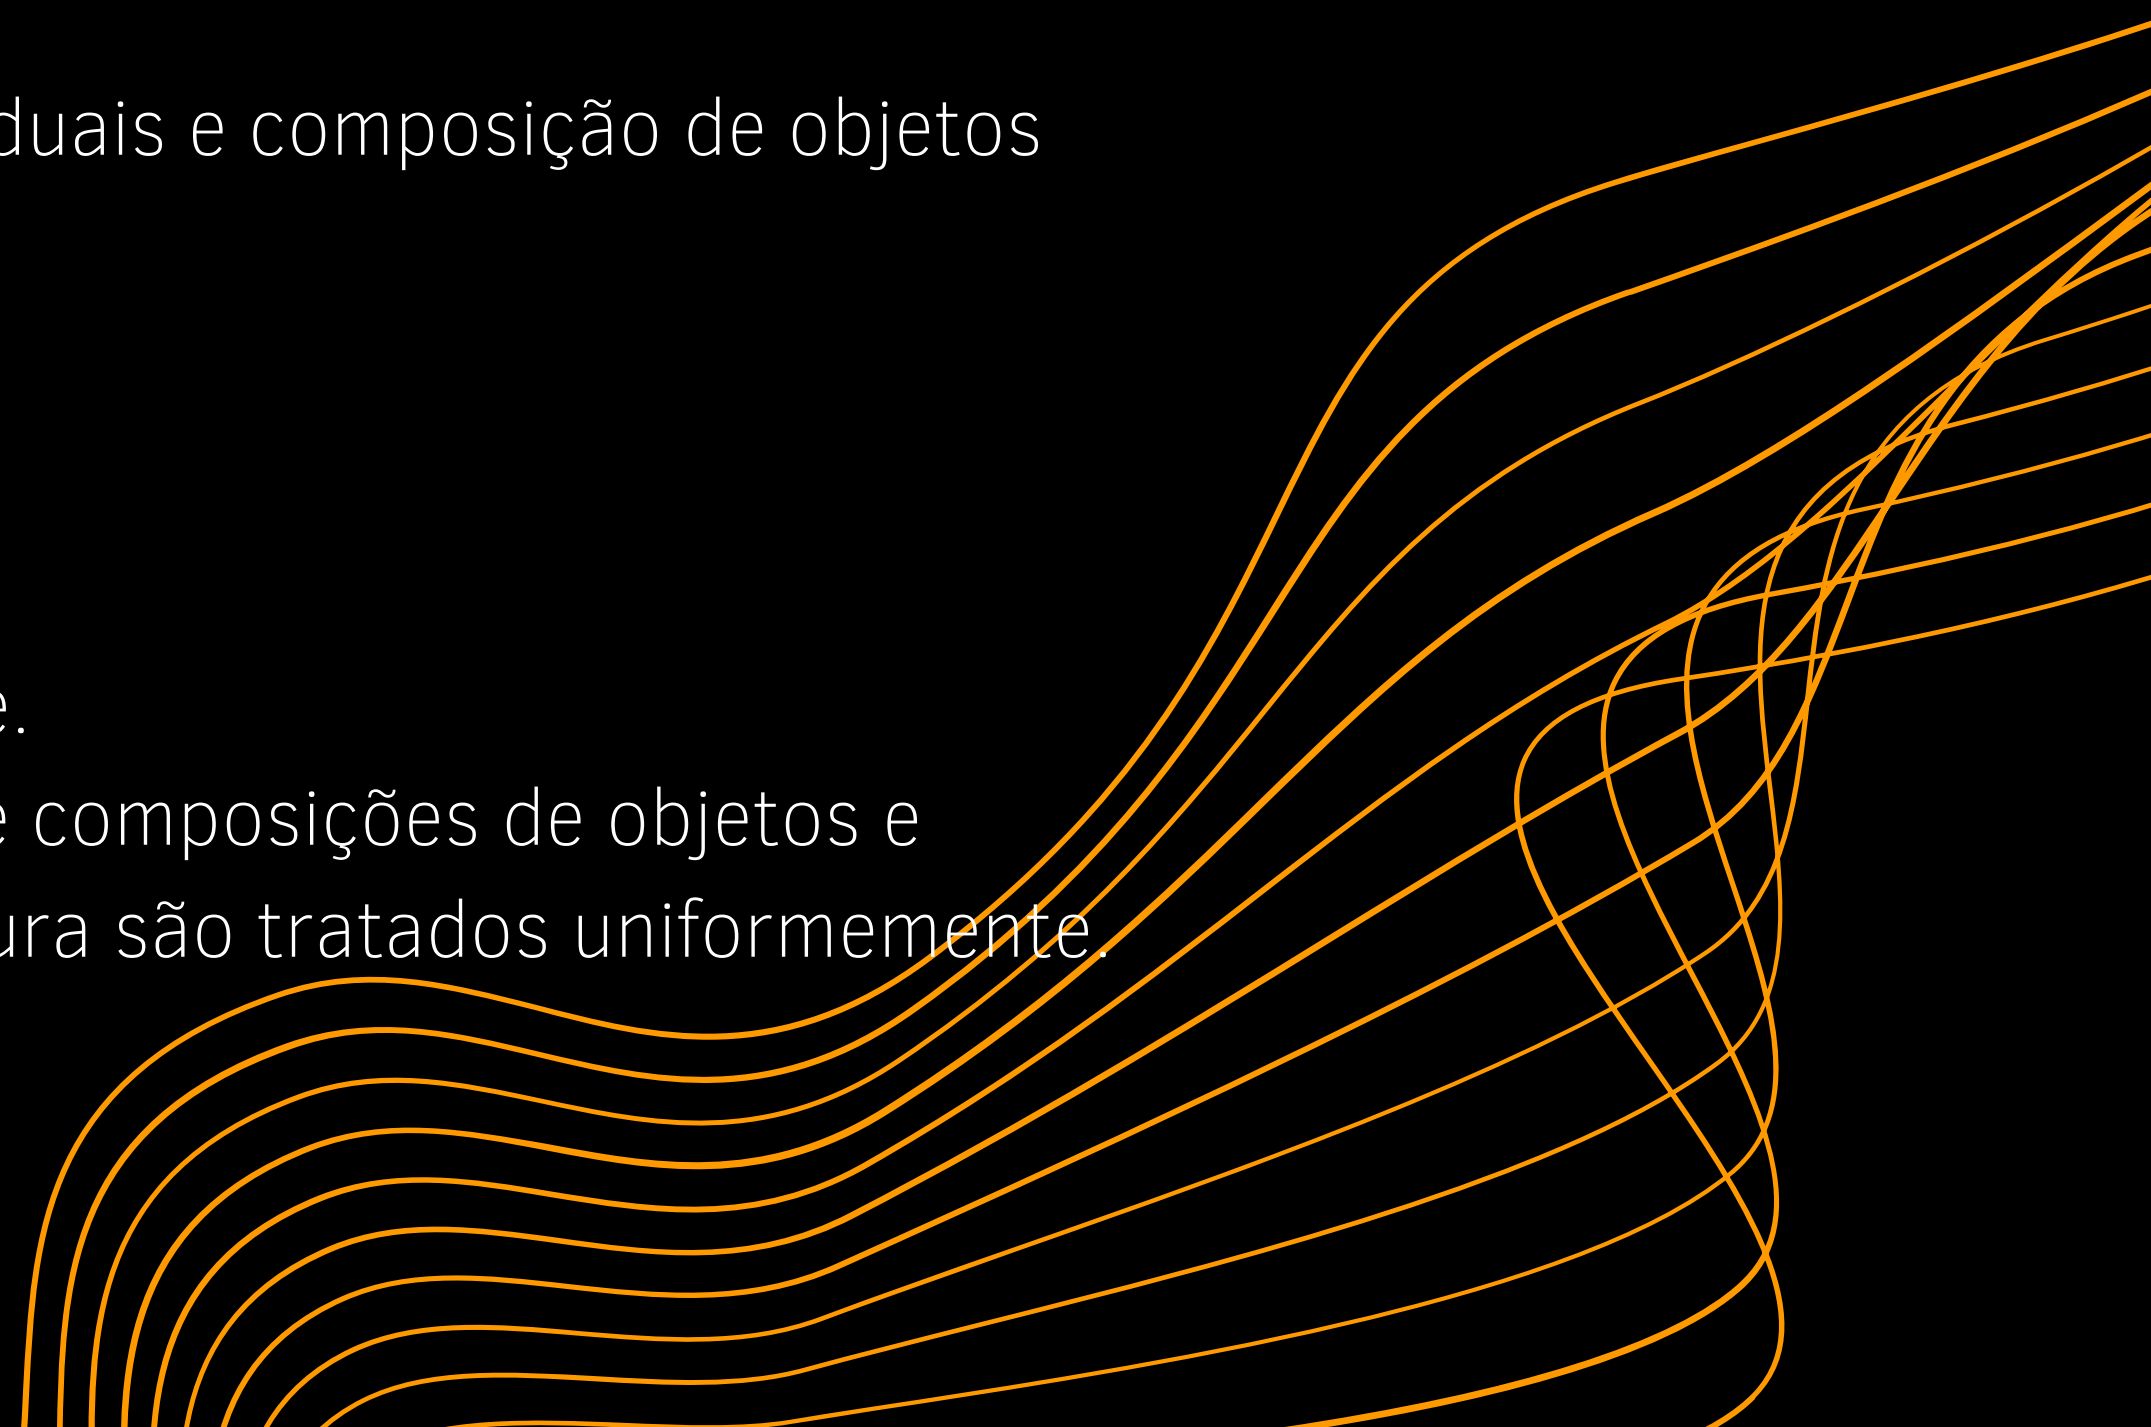 duais e composição de objetos
e.
e composições de objetos e
ura são tratados uniformemente.